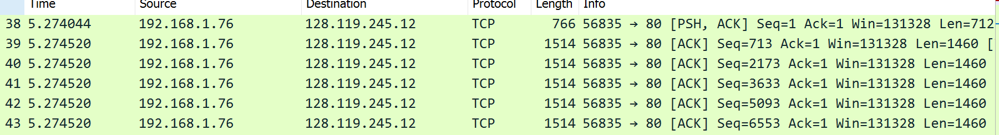 Time Source Destination Protocol Length Info
38 5.274044 192.168.1.76 128.119.245.12 TCP 766 56835 → 80 [PSH, ACK] Seq=1 Ack=1 Win=131328 Len=712
39 5.274520 192.168.1.76 128.119.245.12 TCP 1514 56835 → 80 [ACK] Seq=713 Ack=1 Win=131328 Len=1460 [
40 5.274520 192.168.1.76 128.119.245.12 TCP 1514 56835 → 80 [ACK] Seq=2173 Ack=1 Win=131328 Len=1460
41 5.274520 192.168.1.76 128.119.245.12 TCP 1514 56835 → 80 [ACK] Seq=3633 Ack=1 Win=131328 Len=1460
42 5.274520 192.168.1.76 128.119.245.12 TCP 1514 56835 → 80 [ACK] Seq=5093 Ack=1 Win=131328 Len=1460
43 5.274520 192.168.1.76 128.119.245.12 TCP 1514 56835 → 80 [ACK] Seq=6553 Ack=1 Win=131328 Len=1460